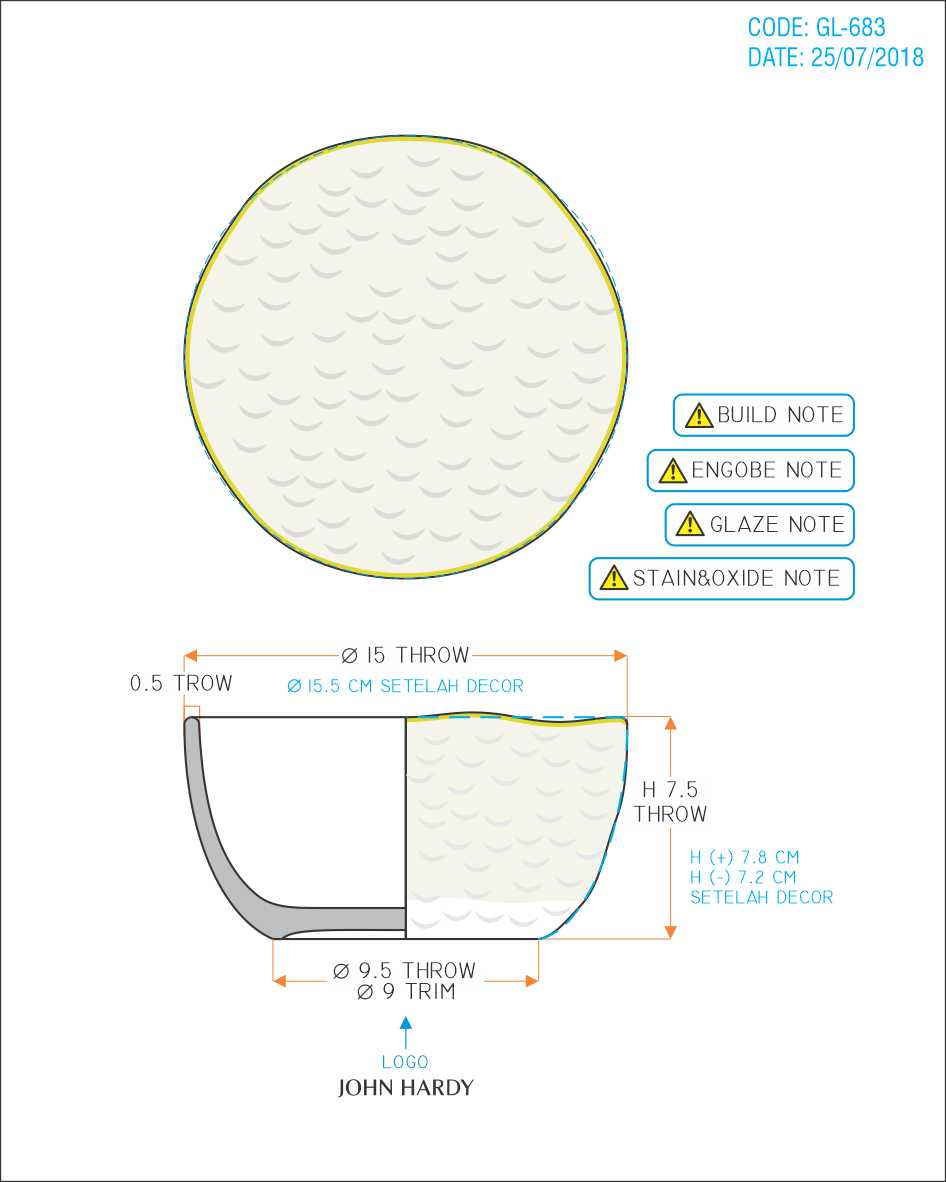 CODE: GL-683
DATE: 25/07/2018
BUILD NOTE
ENGOBE NOTE
GLAZE NOTE
STAIN&OXIDE NOTE
Ø 15 THROW
0.5 TROW
Ø 15.5 CM SETELAH DECOR
H 7.5
THROW
H (+) 7.8 CM
H (-) 7.2 CM
SETELAH DECOR
Ø 9.5 THROW
Ø 9 TRIM
LOGO
JOHN HARDY